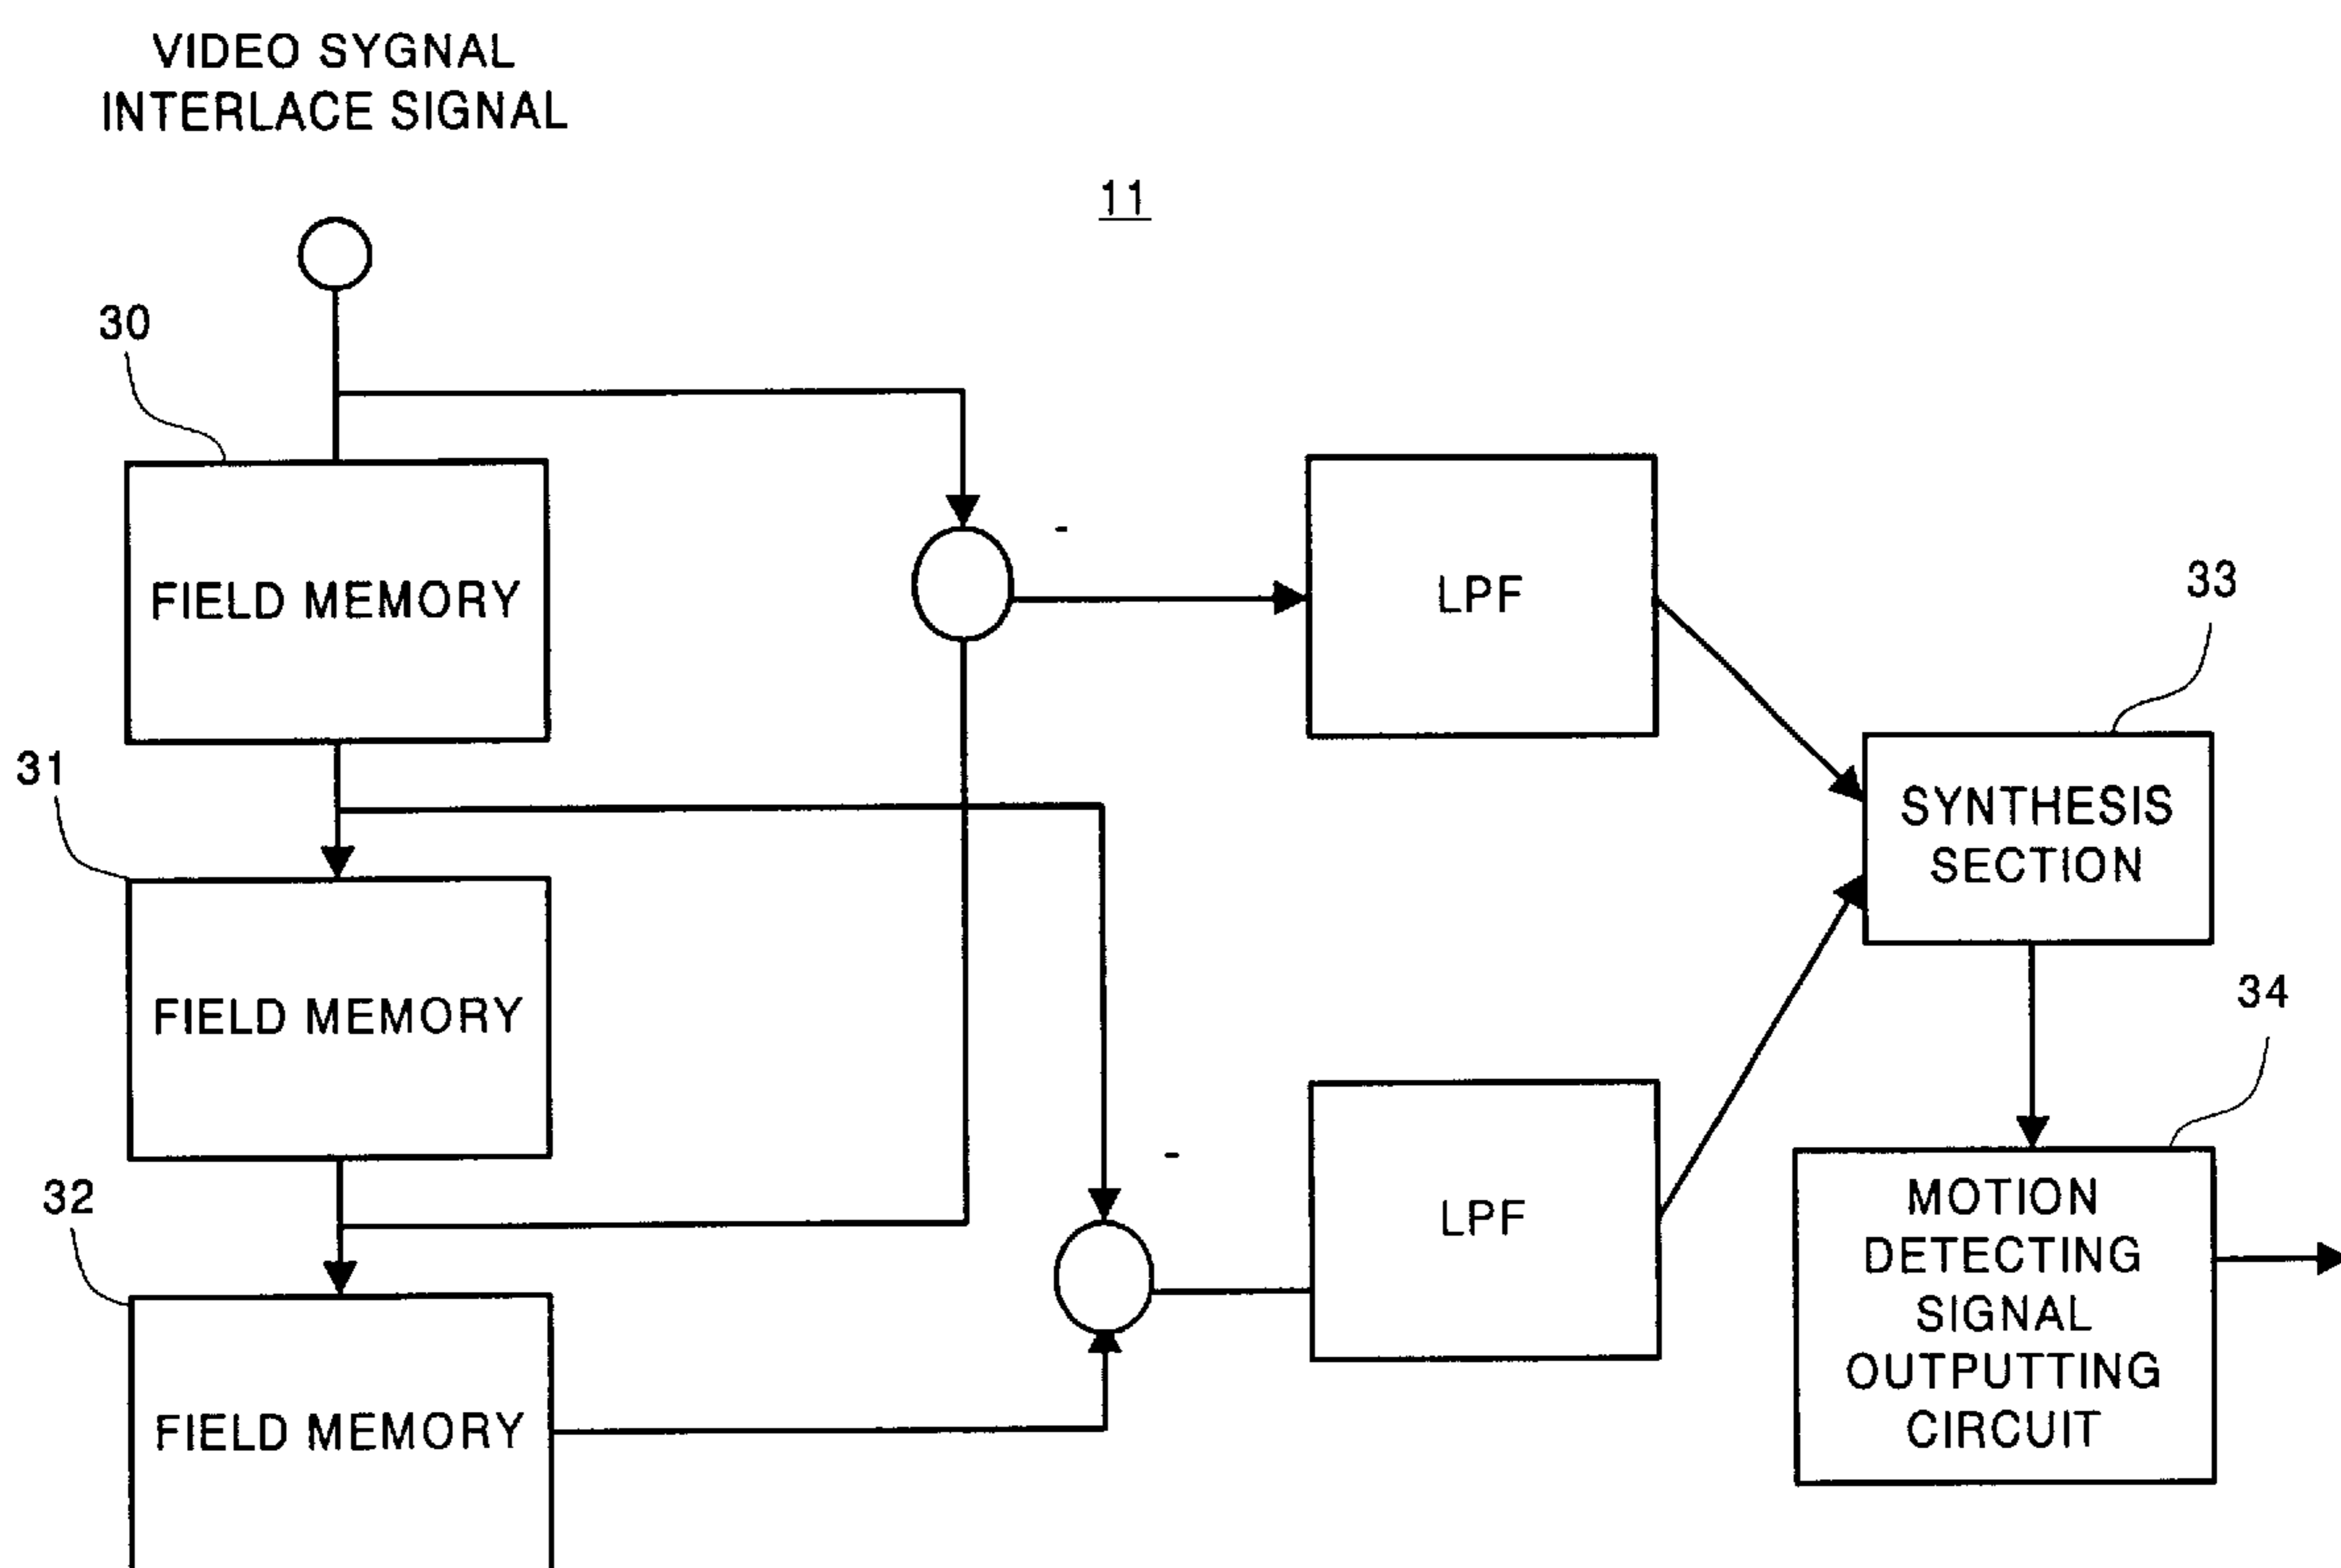 VIDEO SYGNAL
INTERLACE SIGNAL
11
30
FIELD MEMORY
-
LPF
33
SYNTHESIS
SECTION
31
FIELD MEMORY
34
-
LPF
MOTION
DETECTING
SIGNAL
OUTPUTTING
CIRCUIT
32
FIELD MEMORY